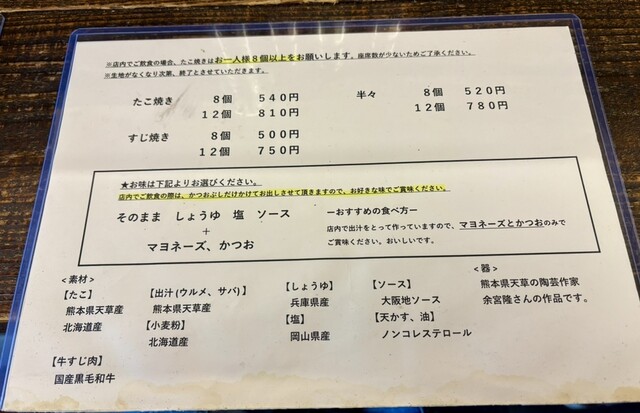 ※店内でご飲食の場合、たこ焼きはお一人様８個以上をお願いします。座席数が少ないためご了承ください。
※生地がなくなり次第、終了とさせていただきます。
たこ焼き　８個　５４０円　半々　８個　５２０円
１２個　８１０円　１２個　７８０円
すじ焼き　８個　５００円
１２個　７５０円
★お味は下記よりお選びください。
店内でご飲食の際は、かつおぶしだけかけてお出しさせて頂きますので、お好きな味でご賞味ください。
そのまま　しょうゆ　塩　ソース
＋
マヨネーズ、かつお
ーおすすめの食べ方ー
店内で出汁をとって作っていますので、マヨネーズとかつおのみで
ご賞味ください。おいしいです。
＜素材＞
【たこ】
熊本県天草産
北海道産
【出汁(ウルメ、サバ)】
熊本県天草産
【小麦粉】
北海道産
【しょうゆ】
兵庫県産
【塩】
岡山県産
【ソース】
大阪地ソース
【天かす、油】
ノンコレステロール
＜器＞
熊本県天草の陶芸作家
余宮隆さんの作品です。
【牛すじ肉】
国産黒毛和牛